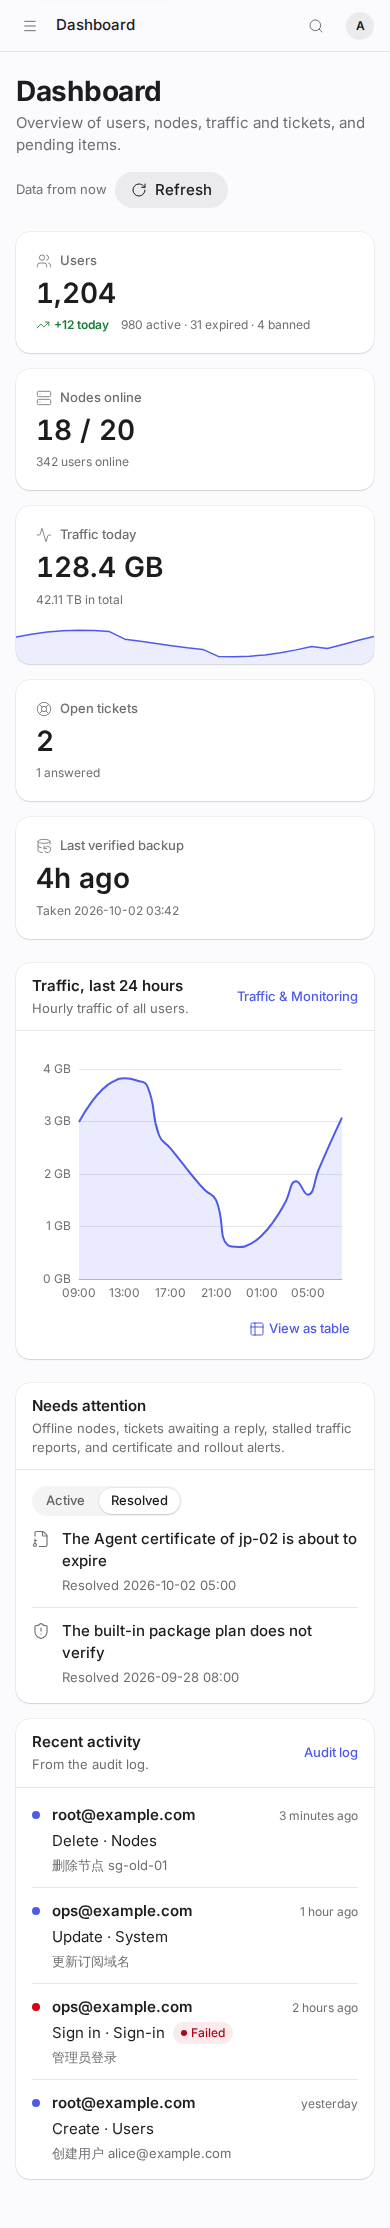 Dashboard
A
Dashboard
Overview of users, nodes, traffic and tickets, and
pending items.
Data from now
Refresh
Users
1,204
+12 today 980 active · 31 expired · 4 banned
Nodes online
18 / 20
342 users online
Traffic today
128.4 GB
42.11 TB in total
Open tickets
2
1 answered
Last verified backup
4h ago
Taken 2026-10-02 03:42
Traffic, last 24 hours
Hourly traffic of all users.
Traffic & Monitoring
4 GB
3 GB
2 GB
1 GB
0 GB
09:00 13:00 17:00 21:00 01:00 05:00
View as table
Needs attention
Offline nodes, tickets awaiting a reply, stalled traffic
reports, and certificate and rollout alerts.
Active Resolved
The Agent certificate of jp-02 is about to
expire
Resolved 2026-10-02 05:00
The built-in package plan does not
verify
Resolved 2026-09-28 08:00
Recent activity
From the audit log.
Audit log
root@example.com 3 minutes ago
Delete · Nodes
删除节点 sg-old-01
ops@example.com 1 hour ago
Update · System
更新订阅域名
ops@example.com 2 hours ago
Sign in · Sign-in Failed
管理员登录
root@example.com yesterday
Create · Users
创建用户 alice@example.com